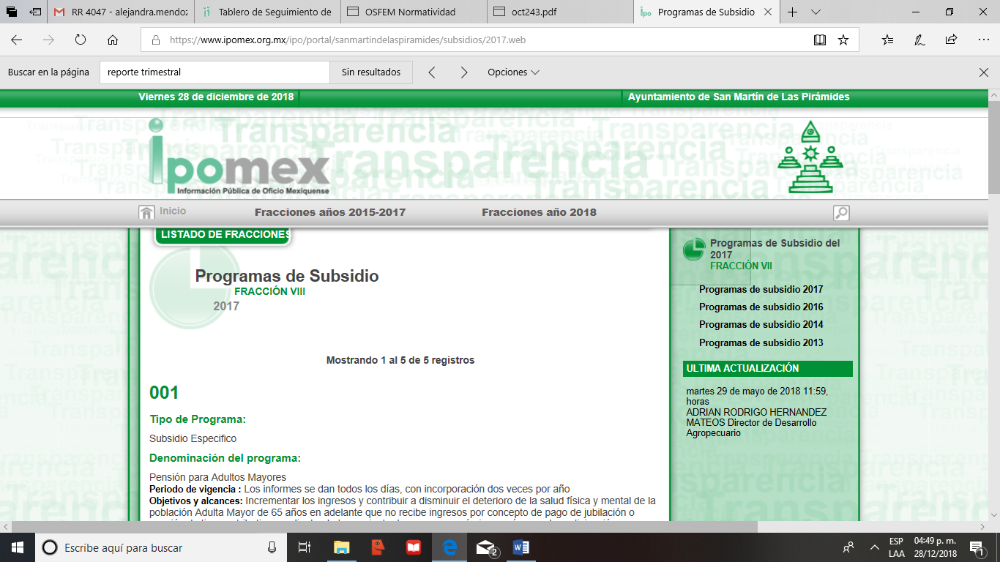 RR 4047 - alejandra.mendoz
Tablero de Seguimiento de
OSFEM Normatividad
oct243.pdf
Programas de Subsidio
https://www.ipomex.org.mx/ipo/portal/sanmartindelaspiramides/subsidios/2017.web
Buscar en la página
reporte trimestral
Sin resultados
Opciones
Viernes 28 de diciembre de 2018
Ayuntamiento de San Martín de Las Pirámides
Transparencia
ipomex
Información Pública de Oficio Mexiquense
Inicio
Fracciones años 2015-2017
Fracciones año 2018
LISTADO DE FRACCIONES
Programas de Subsidio
FRACCIÓN VIII
2017
Mostrando 1 al 5 de 5 registros
001
Tipo de Programa:
Subsidio Especifico
Denominación del programa:
Pensión para Adultos Mayores
Periodo de vigencia : Los informes se dan todos los días, con incorporación dos veces por año
Objetivos y alcances: Incrementar los ingresos y contribuir a disminuir el deterioro de la salud física y mental de la
población Adulta Mayor de 65 años en adelante que no recibe ingresos por concepto de pago de jubilación o
Programas de Subsidio del
2017
FRACCIÓN VII
Programas de subsidio 2017
Programas de subsidio 2016
Programas de subsidio 2014
Programas de subsidio 2013
ULTIMA ACTUALIZACIÓN
martes 29 de mayo de 2018 11:59,
horas
ADRIAN RODRIGO HERNANDEZ
MATEOS Director de Desarrollo
Agropecuario
Escribe aquí para buscar
2
ESP
LAA
04:49 p. m.
28/12/2018
1